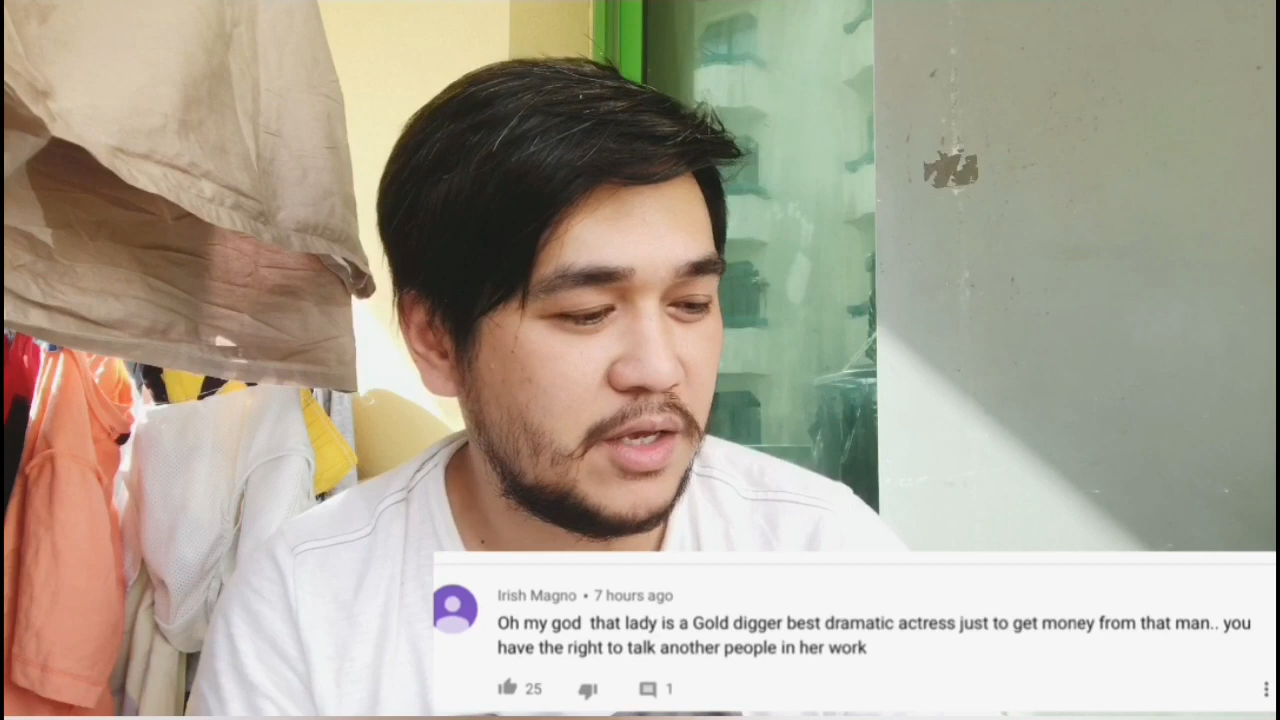 Irish Magno • 7 hours ago
Oh my god that lady is a Gold digger best dramatic actress just to get money from that man.. you
have the right to talk another people in her work
25
1